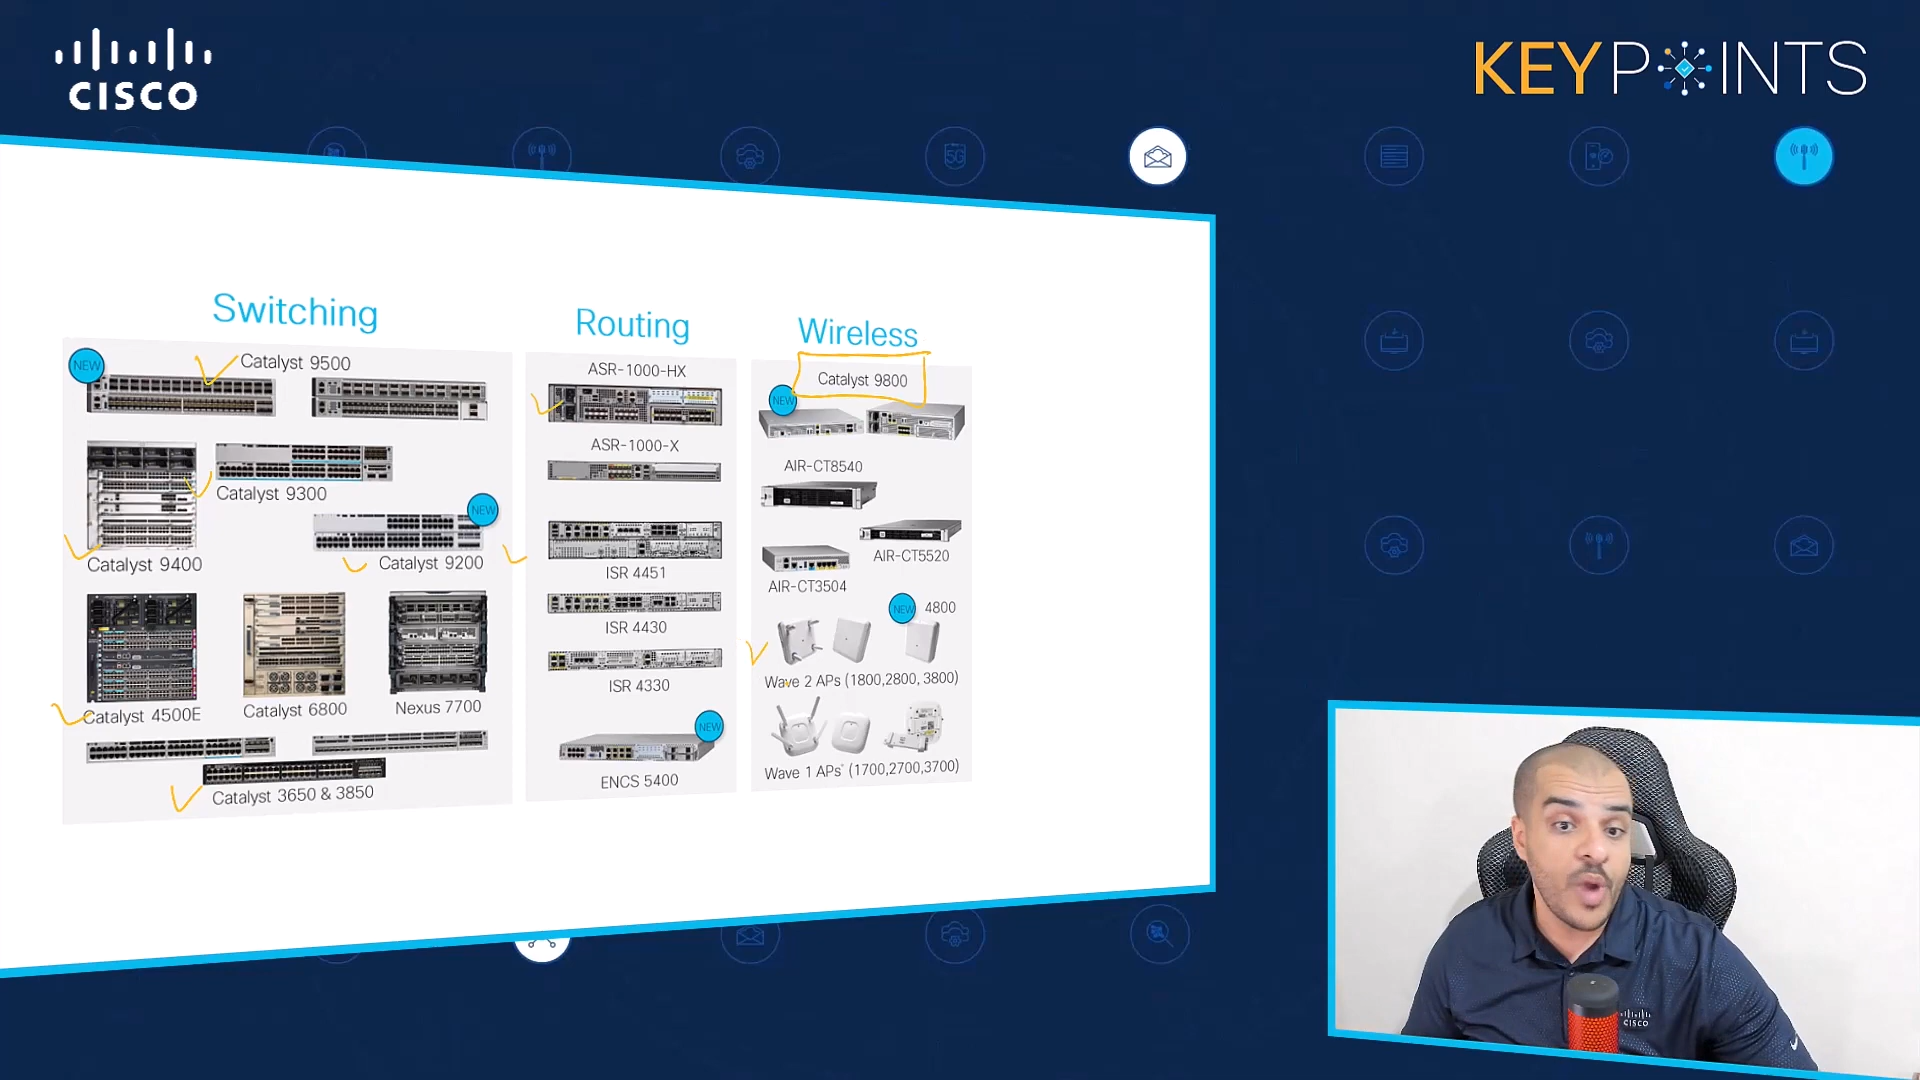 CISCO
KEYPOINTS
5G
Switching
NEW
Catalyst 9500
Catalyst 9300
NEW
Catalyst 9400
Catalyst 9200
Catalyst 4500E
Catalyst 6800
Nexus 7700
Catalyst 3650 & 3850
Routing
ASR-1000-HX
ASR-1000-X
ISR 4451
ISR 4430
ISR 4330
NEW
ENCS 5400
Wireless
Catalyst 9800
NEW
AIR-CT8540
AIR-CT5520
AIR-CT3504
NEW
4800
Wave 2 APs (1800,2800, 3800)
Wave 1 APs* (1700,2700,3700)
CISCO